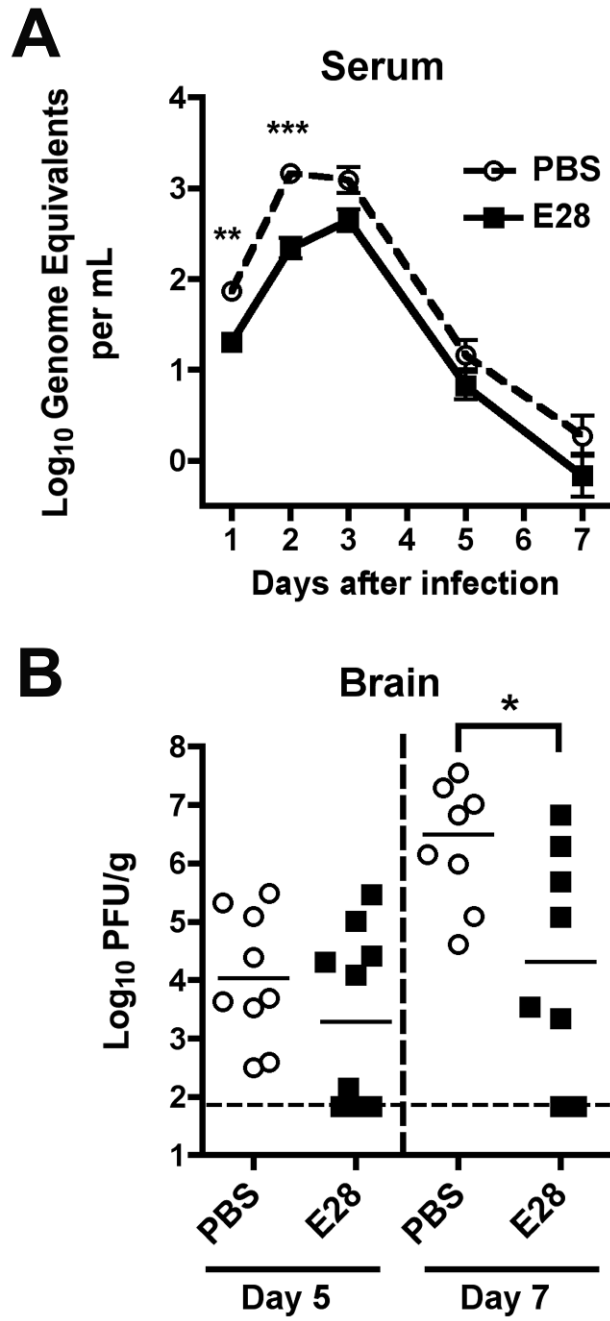 A
Serum
Log₁₀ Genome Equivalents
per mL
4
3
2
1
0
**
***
PBS
E28
1 2 3 4 5 6 7
Days after infection
B
Brain
*
Log₁₀ PFU/g
8
7
6
5
4
3
2
1
PBS E28 PBS E28
Day 5 Day 7